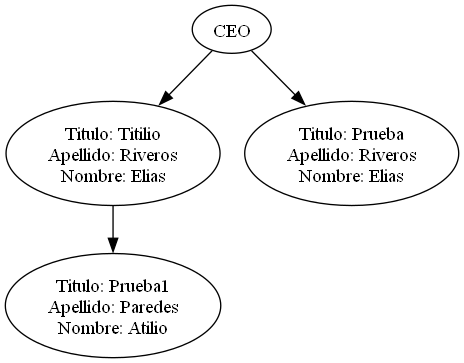 CEO
Titulo: Titilio
Apellido: Riveros
Nombre: Elias
Titulo: Prueba
Apellido: Riveros
Nombre: Elias
Titulo: Prueba1
Apellido: Paredes
Nombre: Atilio